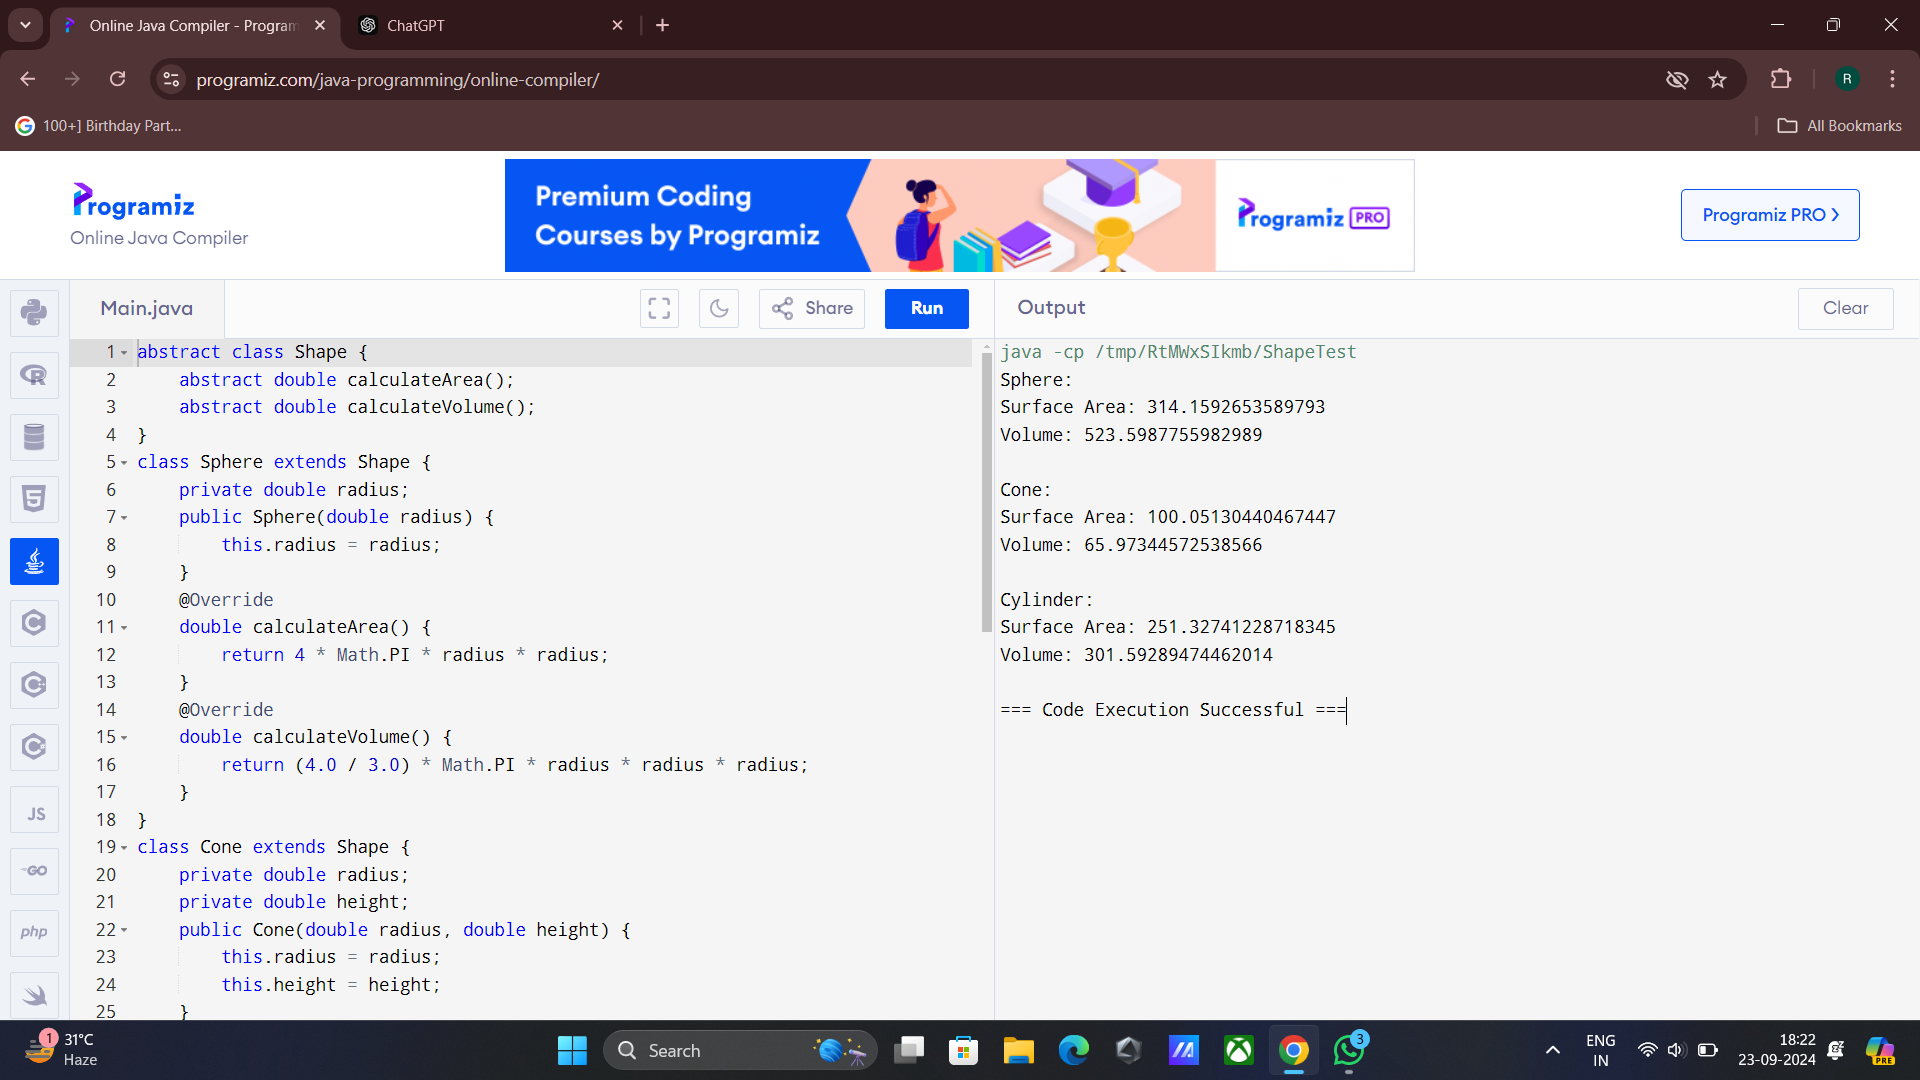 Online Java Compiler - Program
ChatGPT
programiz.com/java-programming/online-compiler/
R
100+] Birthday Part...
All Bookmarks
Programiz
Online Java Compiler
Premium Coding
Courses by Programiz
Programiz PRO
Programiz PRO ›
Main.java
Share
Run
Output
Clear
1 abstract class Shape {
2     abstract double calculateArea();
3     abstract double calculateVolume();
4 }
5 class Sphere extends Shape {
6     private double radius;
7     public Sphere(double radius) {
8         this.radius = radius;
9     }
10     @Override
11     double calculateArea() {
12         return 4 * Math.PI * radius * radius;
13     }
14     @Override
15     double calculateVolume() {
16         return (4.0 / 3.0) * Math.PI * radius * radius * radius;
17     }
18 }
19 class Cone extends Shape {
20     private double radius;
21     private double height;
22     public Cone(double radius, double height) {
23         this.radius = radius;
24         this.height = height;
25     }
java -cp /tmp/RtMWxSIkmb/ShapeTest
Sphere:
Surface Area: 314.1592653589793
Volume: 523.5987755982989
Cone:
Surface Area: 100.05130440467447
Volume: 65.97344572538566
Cylinder:
Surface Area: 251.32741228718345
Volume: 301.59289474462014
=== Code Execution Successful ===
R
5
C
C
C
JS
GO
php
1
31°C
Haze
Search
3
ENG
IN
18:22
23-09-2024
PRE